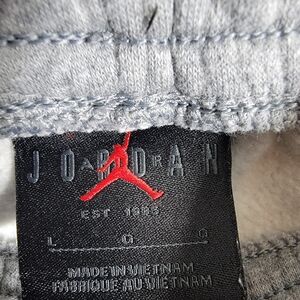 JORDAN
EST 1985
L G G
MADE IN VIETNAM
FABRIQUE AU VIETNAM